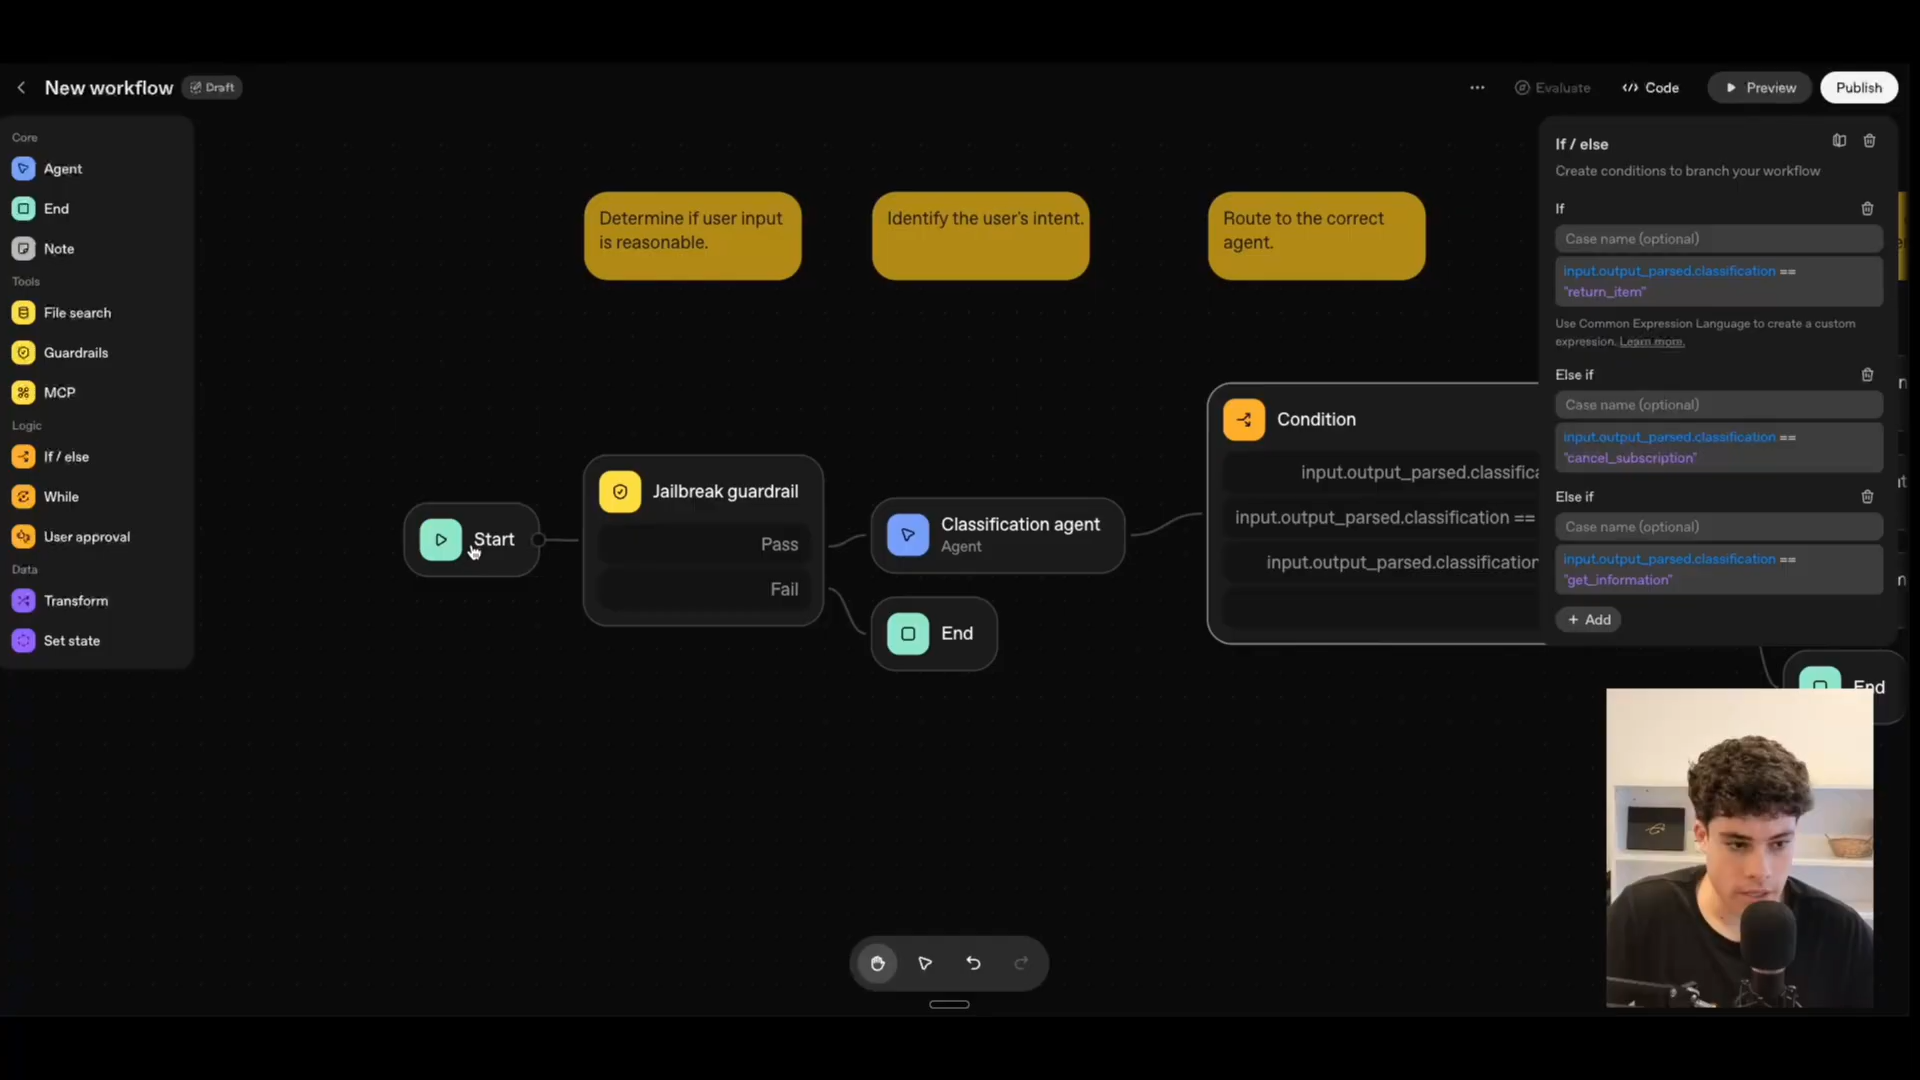 New workflow
Draft
Evaluate
Code
Preview
Publish
Core
Agent
End
Note
Tools
File search
Guardrails
MCP
Logic
If / else
While
User approval
Data
Transform
Set state
Determine if user input
is reasonable.
Identify the user's intent.
Route to the correct
agent.
Start
Jailbreak guardrail
Pass
Fail
Classification agent
Agent
End
Condition
input.output_parsed.classifica
input.output_parsed.classification ==
input.output_parsed.classification
If / else
Create conditions to branch your workflow
If
Case name (optional)
input.output_parsed.classification ==
"return_item"
Use Common Expression Language to create a custom
expression. Learn more.
Else if
Case name (optional)
input.output_parsed.classification ==
"cancel_subscription"
Else if
Case name (optional)
input.output_parsed.classification ==
"get_information"
+ Add
End